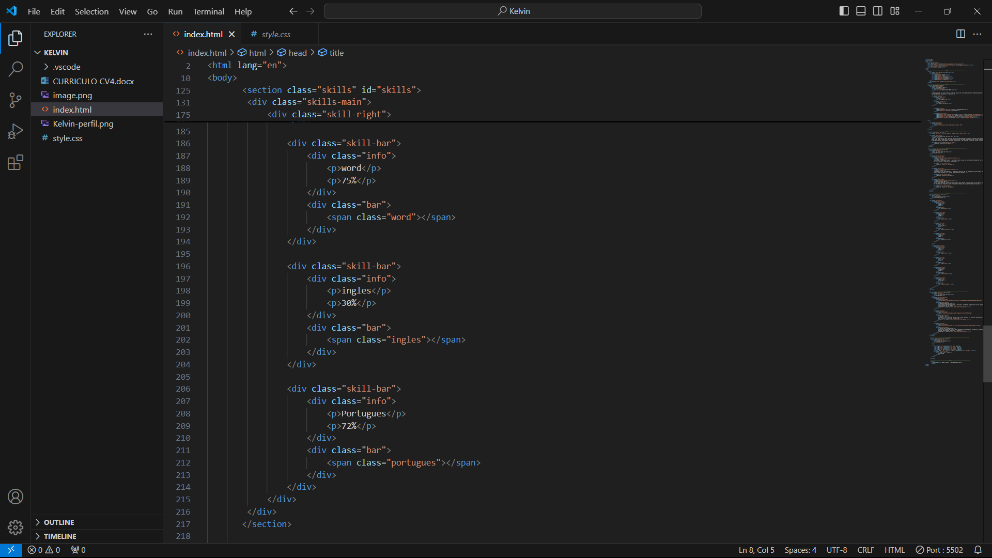 File Edit Selection View Go Run Terminal Help
Kelvin
EXPLORER
KELVIN
.vscode
CURRICULO CV4.docx
image.png
index.html
Kelvin-perfil.png
style.css
OUTLINE
TIMELINE
index.html
style.css
index.html > html > head > title
2 <html lang="en">
10 <body>
125 <section class="skills" id="skills">
131 <div class="skills-main">
175 <div class="skill-right">
185
186 <div class="skill-bar">
187 <div class="info">
188 <p>word</p>
189 <p>75%</p>
190 </div>
191 <div class="bar">
192 <span class="word"></span>
193 </div>
194 </div>
195
196 <div class="skill-bar">
197 <div class="info">
198 <p>ingles</p>
199 <p>30%</p>
200 </div>
201 <div class="bar">
202 <span class="ingles"></span>
203 </div>
204 </div>
205
206 <div class="skill-bar">
207 <div class="info">
208 <p>Portugues</p>
209 <p>72%</p>
210 </div>
211 <div class="bar">
212 <span class="portugues"></span>
213 </div>
214 </div>
215 </div>
216 </div>
217 </section>
218
0 0 0 Ln 8, Col 5 Spaces: 4 UTF-8 CRLF HTML Port : 5502